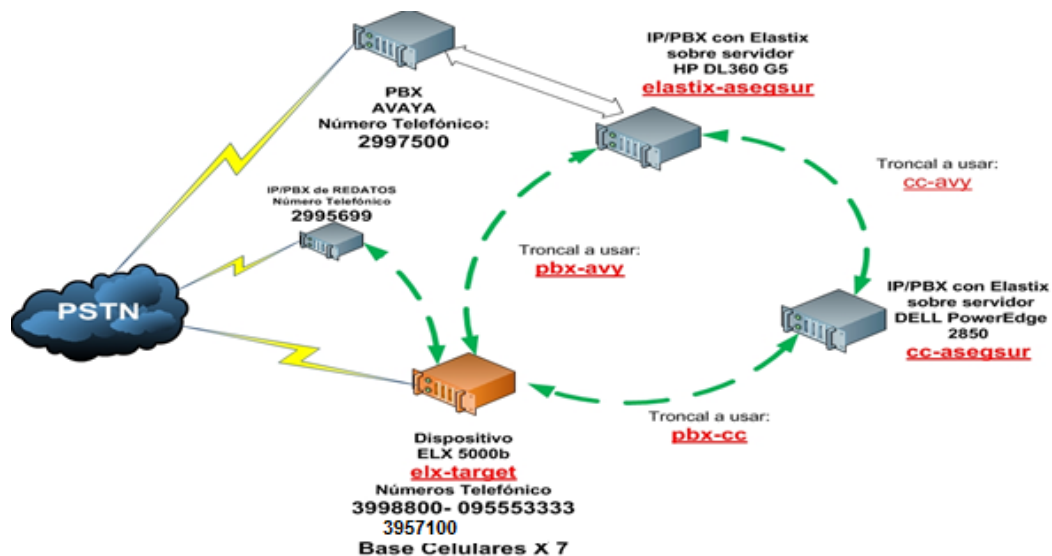 PBX
AVAYA
Número Telefónico:
2997500
IP/PBX con Elastix
sobre servidor
HP DL360 G5
elastix-asegsur
Troncal a usar:
cc-avy
IP/PBX de REDATOS
Número Telefónico
2995699
Troncal a usar:
pbx-avy
PSTN
IP/PBX con Elastix
sobre servidor
DELL PowerEdge
2850
cc-asegsur
Troncal a usar:
pbx-cc
Dispositivo
ELX 5000b
elx-target
Números Telefónico
3998800- 095553333
3957100
Base Celulares X 7